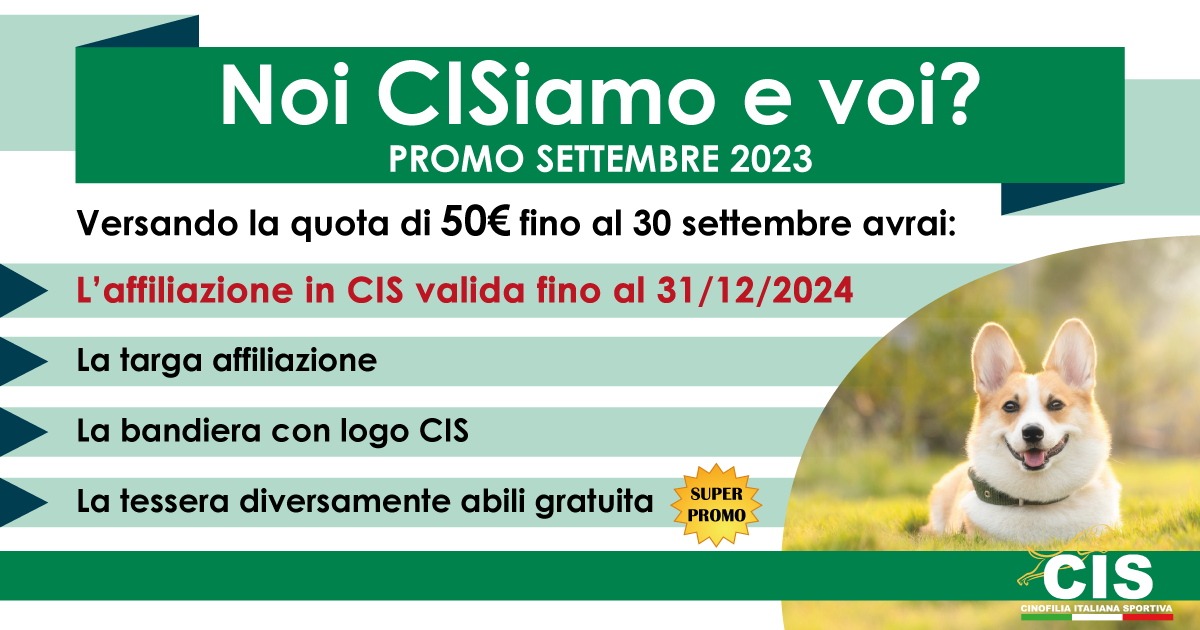 Noi CISiamo e voi?
PROMO SETTEMBRE 2023
Versando la quota di 50€ fino al 30 settembre avrai:
L'affiliazione in CIS valida fino al 31/12/2024
La targa affiliazione
La bandiera con logo CIS
La tessera diversamente abili gratuita
SUPER
PROMO
CIS
CINOFILIA ITALIANA SPORTIVA